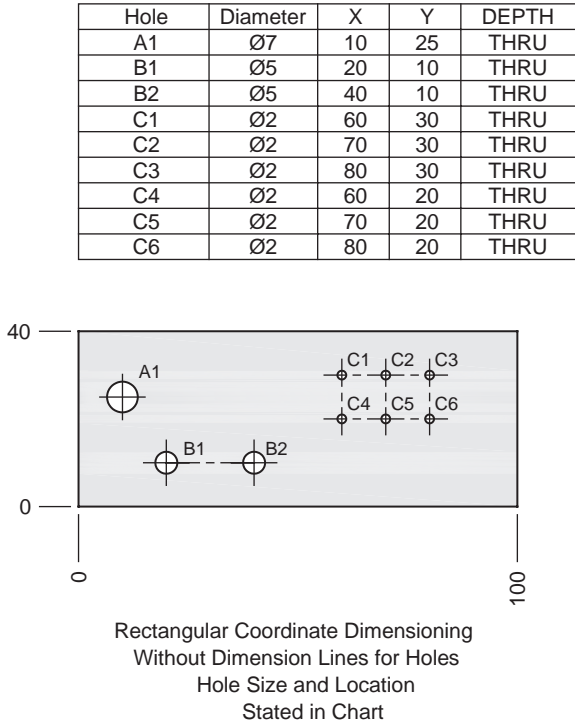 Hole Diameter X Y DEPTH
A1 Ø7 10 25 THRU
B1 Ø5 20 10 THRU
B2 Ø5 40 10 THRU
C1 Ø2 60 30 THRU
C2 Ø2 70 30 THRU
C3 Ø2 80 30 THRU
C4 Ø2 60 20 THRU
C5 Ø2 70 20 THRU
C6 Ø2 80 20 THRU
40
C1 C2 C3
A1
C4 C5 C6
B1 B2
0
0 100
Rectangular Coordinate Dimensioning
Without Dimension Lines for Holes
Hole Size and Location
Stated in Chart